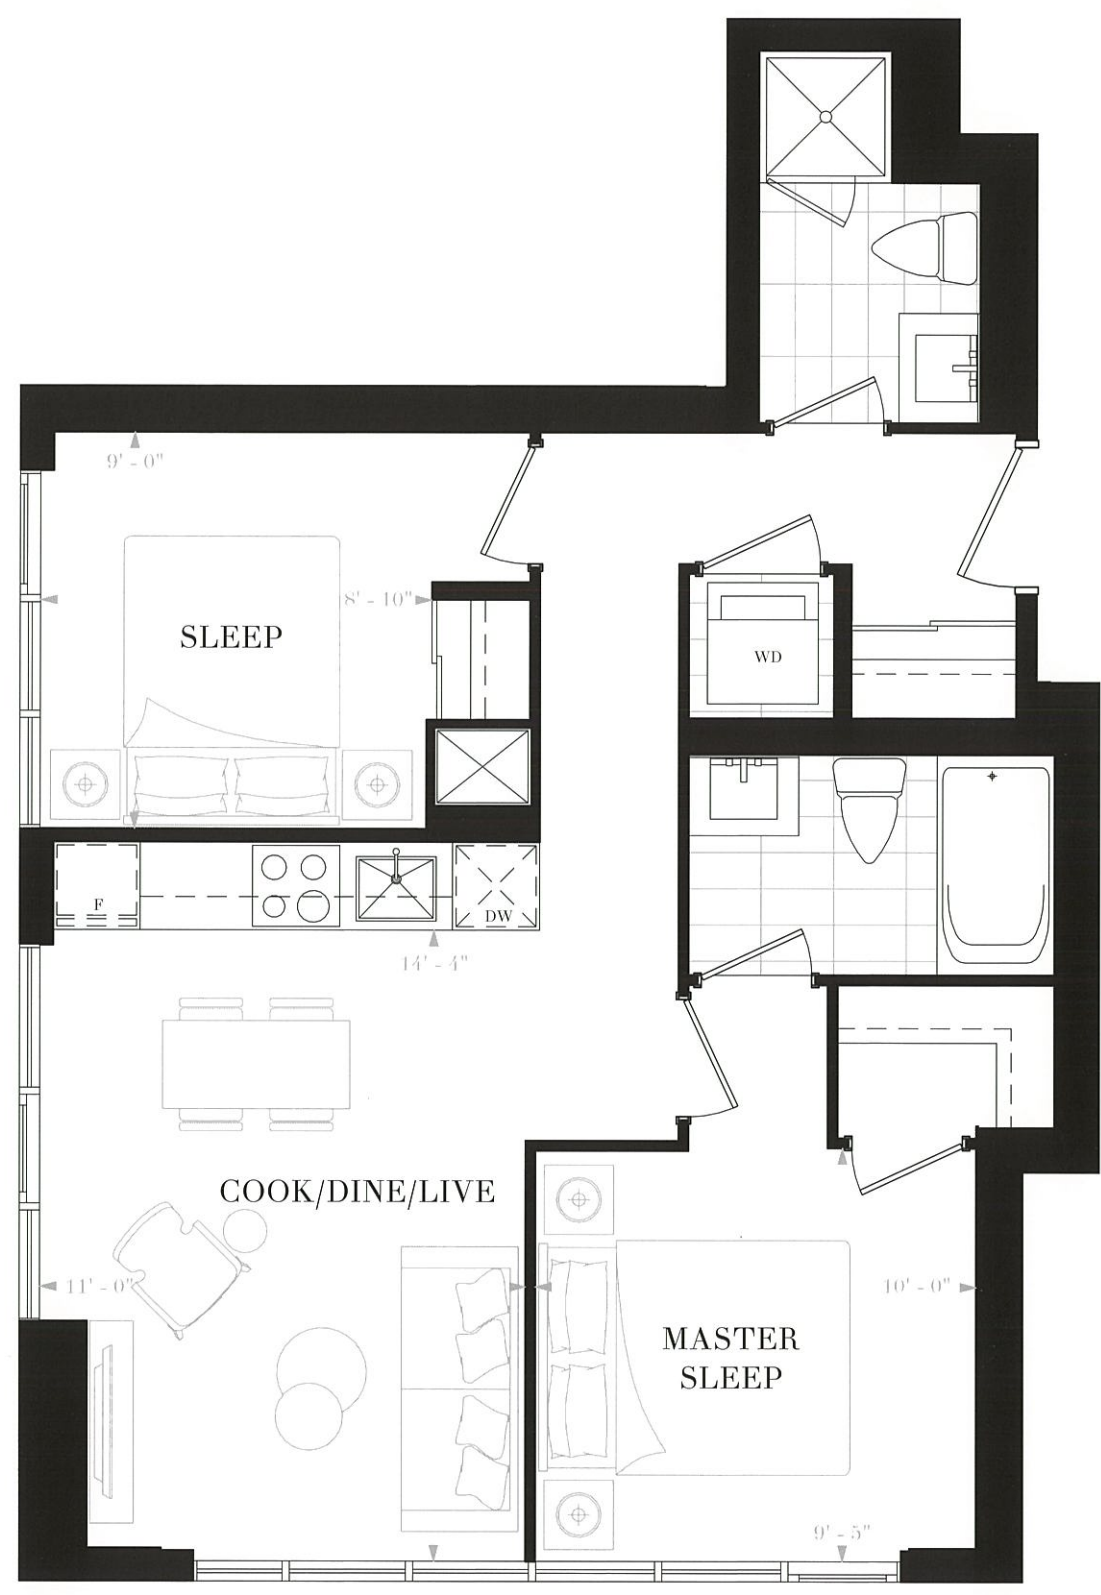 9' - 0"
8' - 10"
SLEEP
WD
F
DW
14' - 4"
COOK/DINE/LIVE
11' - 0"
10' - 0"
MASTER
SLEEP
9' - 5"